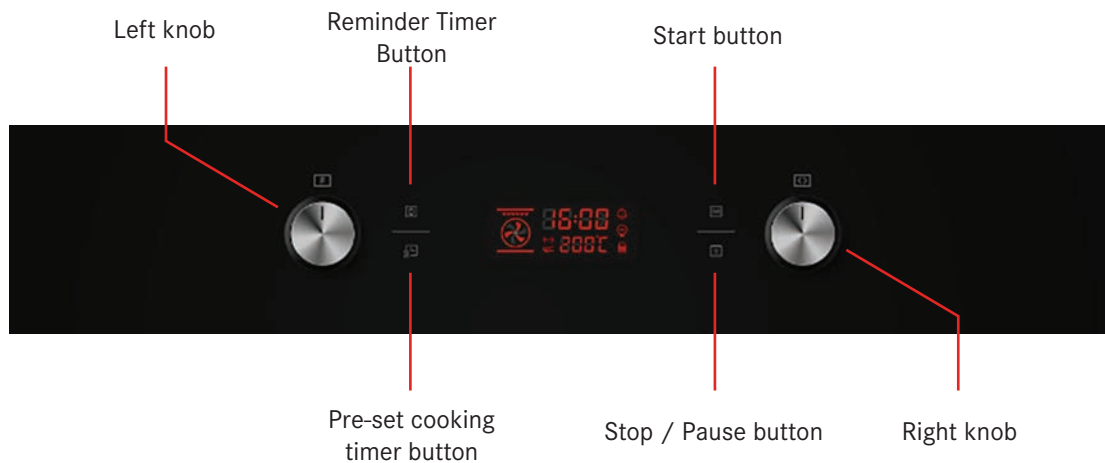 Left knob
Reminder Timer
Button
Start button
16:00
200°C
Pre-set cooking
timer button
Stop / Pause button
Right knob